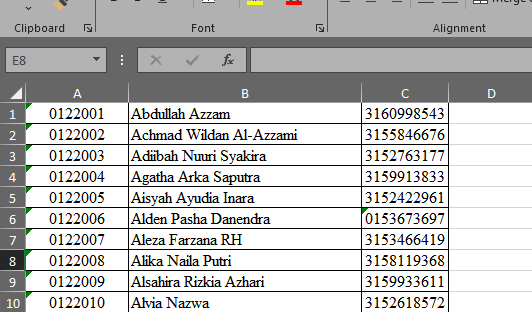 Clipboard Font Alignment
E8 fx
A B C D
1 0122001 Abdullah Azzam 3160998543
2 0122002 Achmad Wildan Al-Azzami 3155846676
3 0122003 Adiibah Nuuri Syakira 3152763177
4 0122004 Agatha Arka Saputra 3159913833
5 0122005 Aisyah Ayudia Inara 3152422961
6 0122006 Alden Pasha Danendra 0153673697
7 0122007 Aleza Farzana RH 3153466419
8 0122008 Alika Naila Putri 3158119368
9 0122009 Alsahira Rizkia Azhari 3159933611
10 0122010 Alvia Nazwa 3152618572